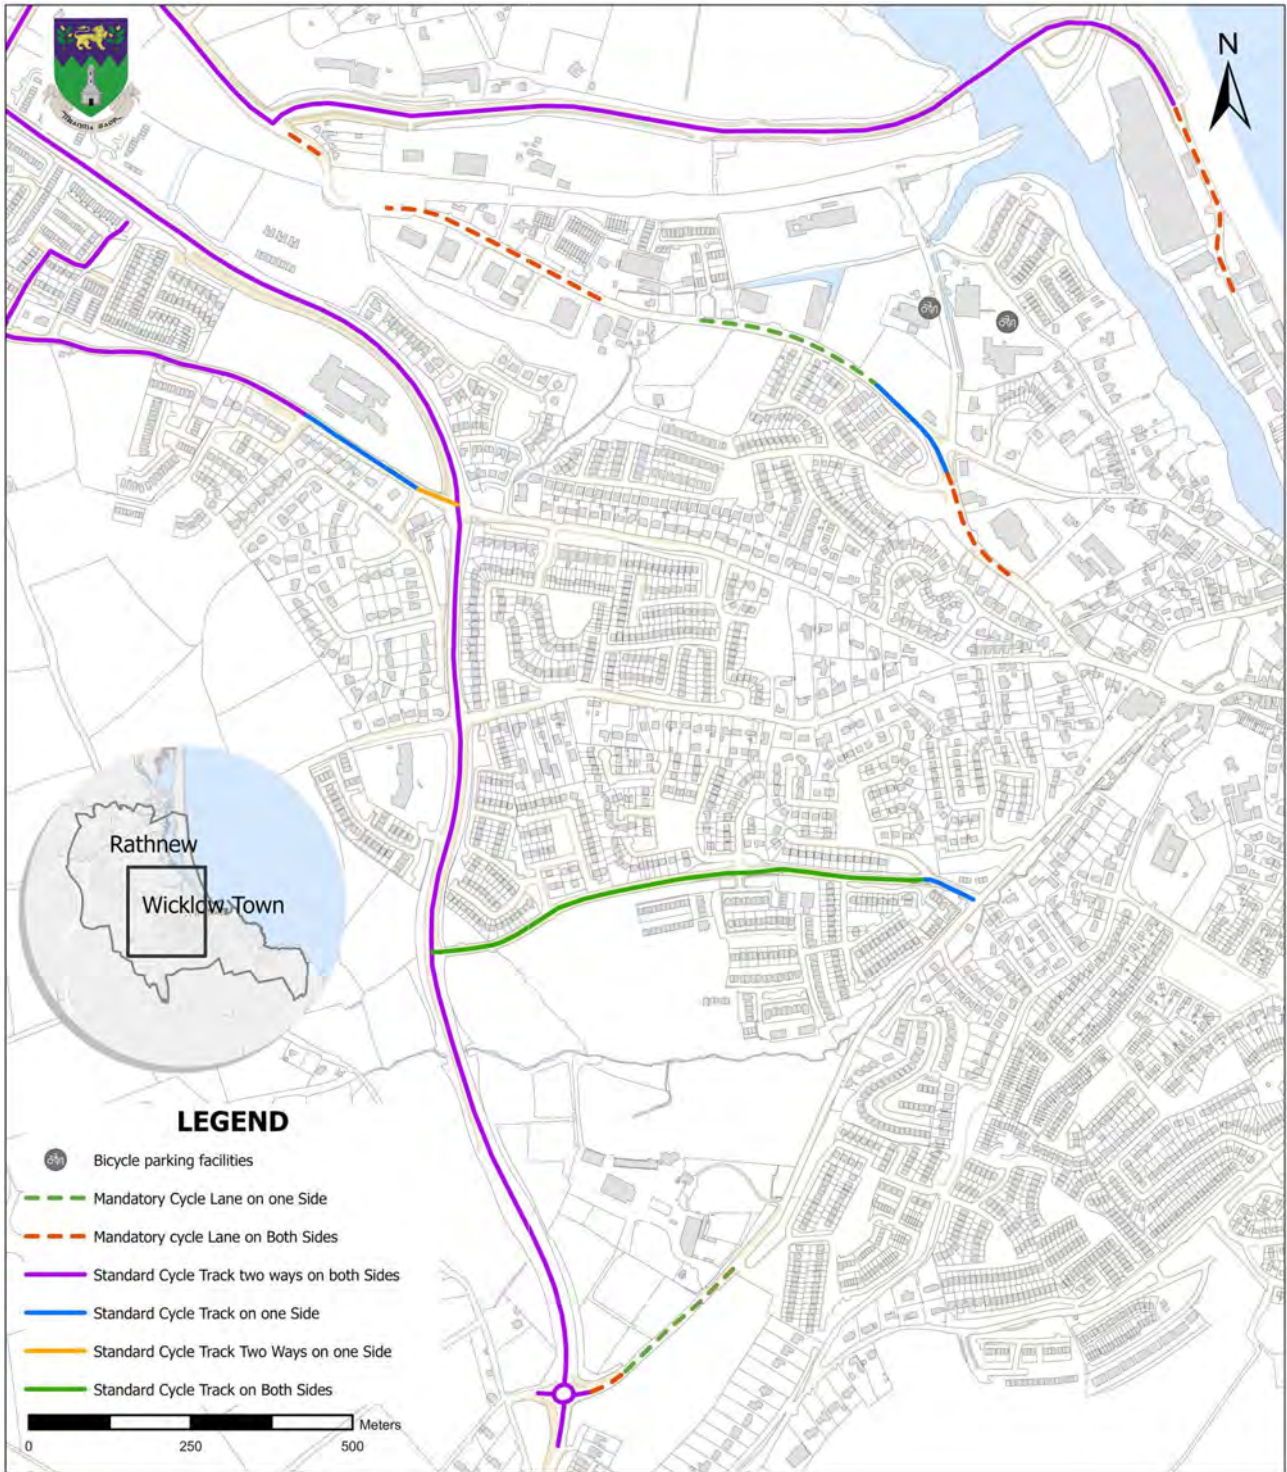 N
Rathnew
Wicklow Town
LEGEND
Bicycle parking facilities
Mandatory Cycle Lane on one Side
Mandatory cycle Lane on Both Sides
Standard Cycle Track two ways on both Sides
Standard Cycle Track on one Side
Standard Cycle Track Two Ways on one Side
Standard Cycle Track on Both Sides
Meters
0 250 500